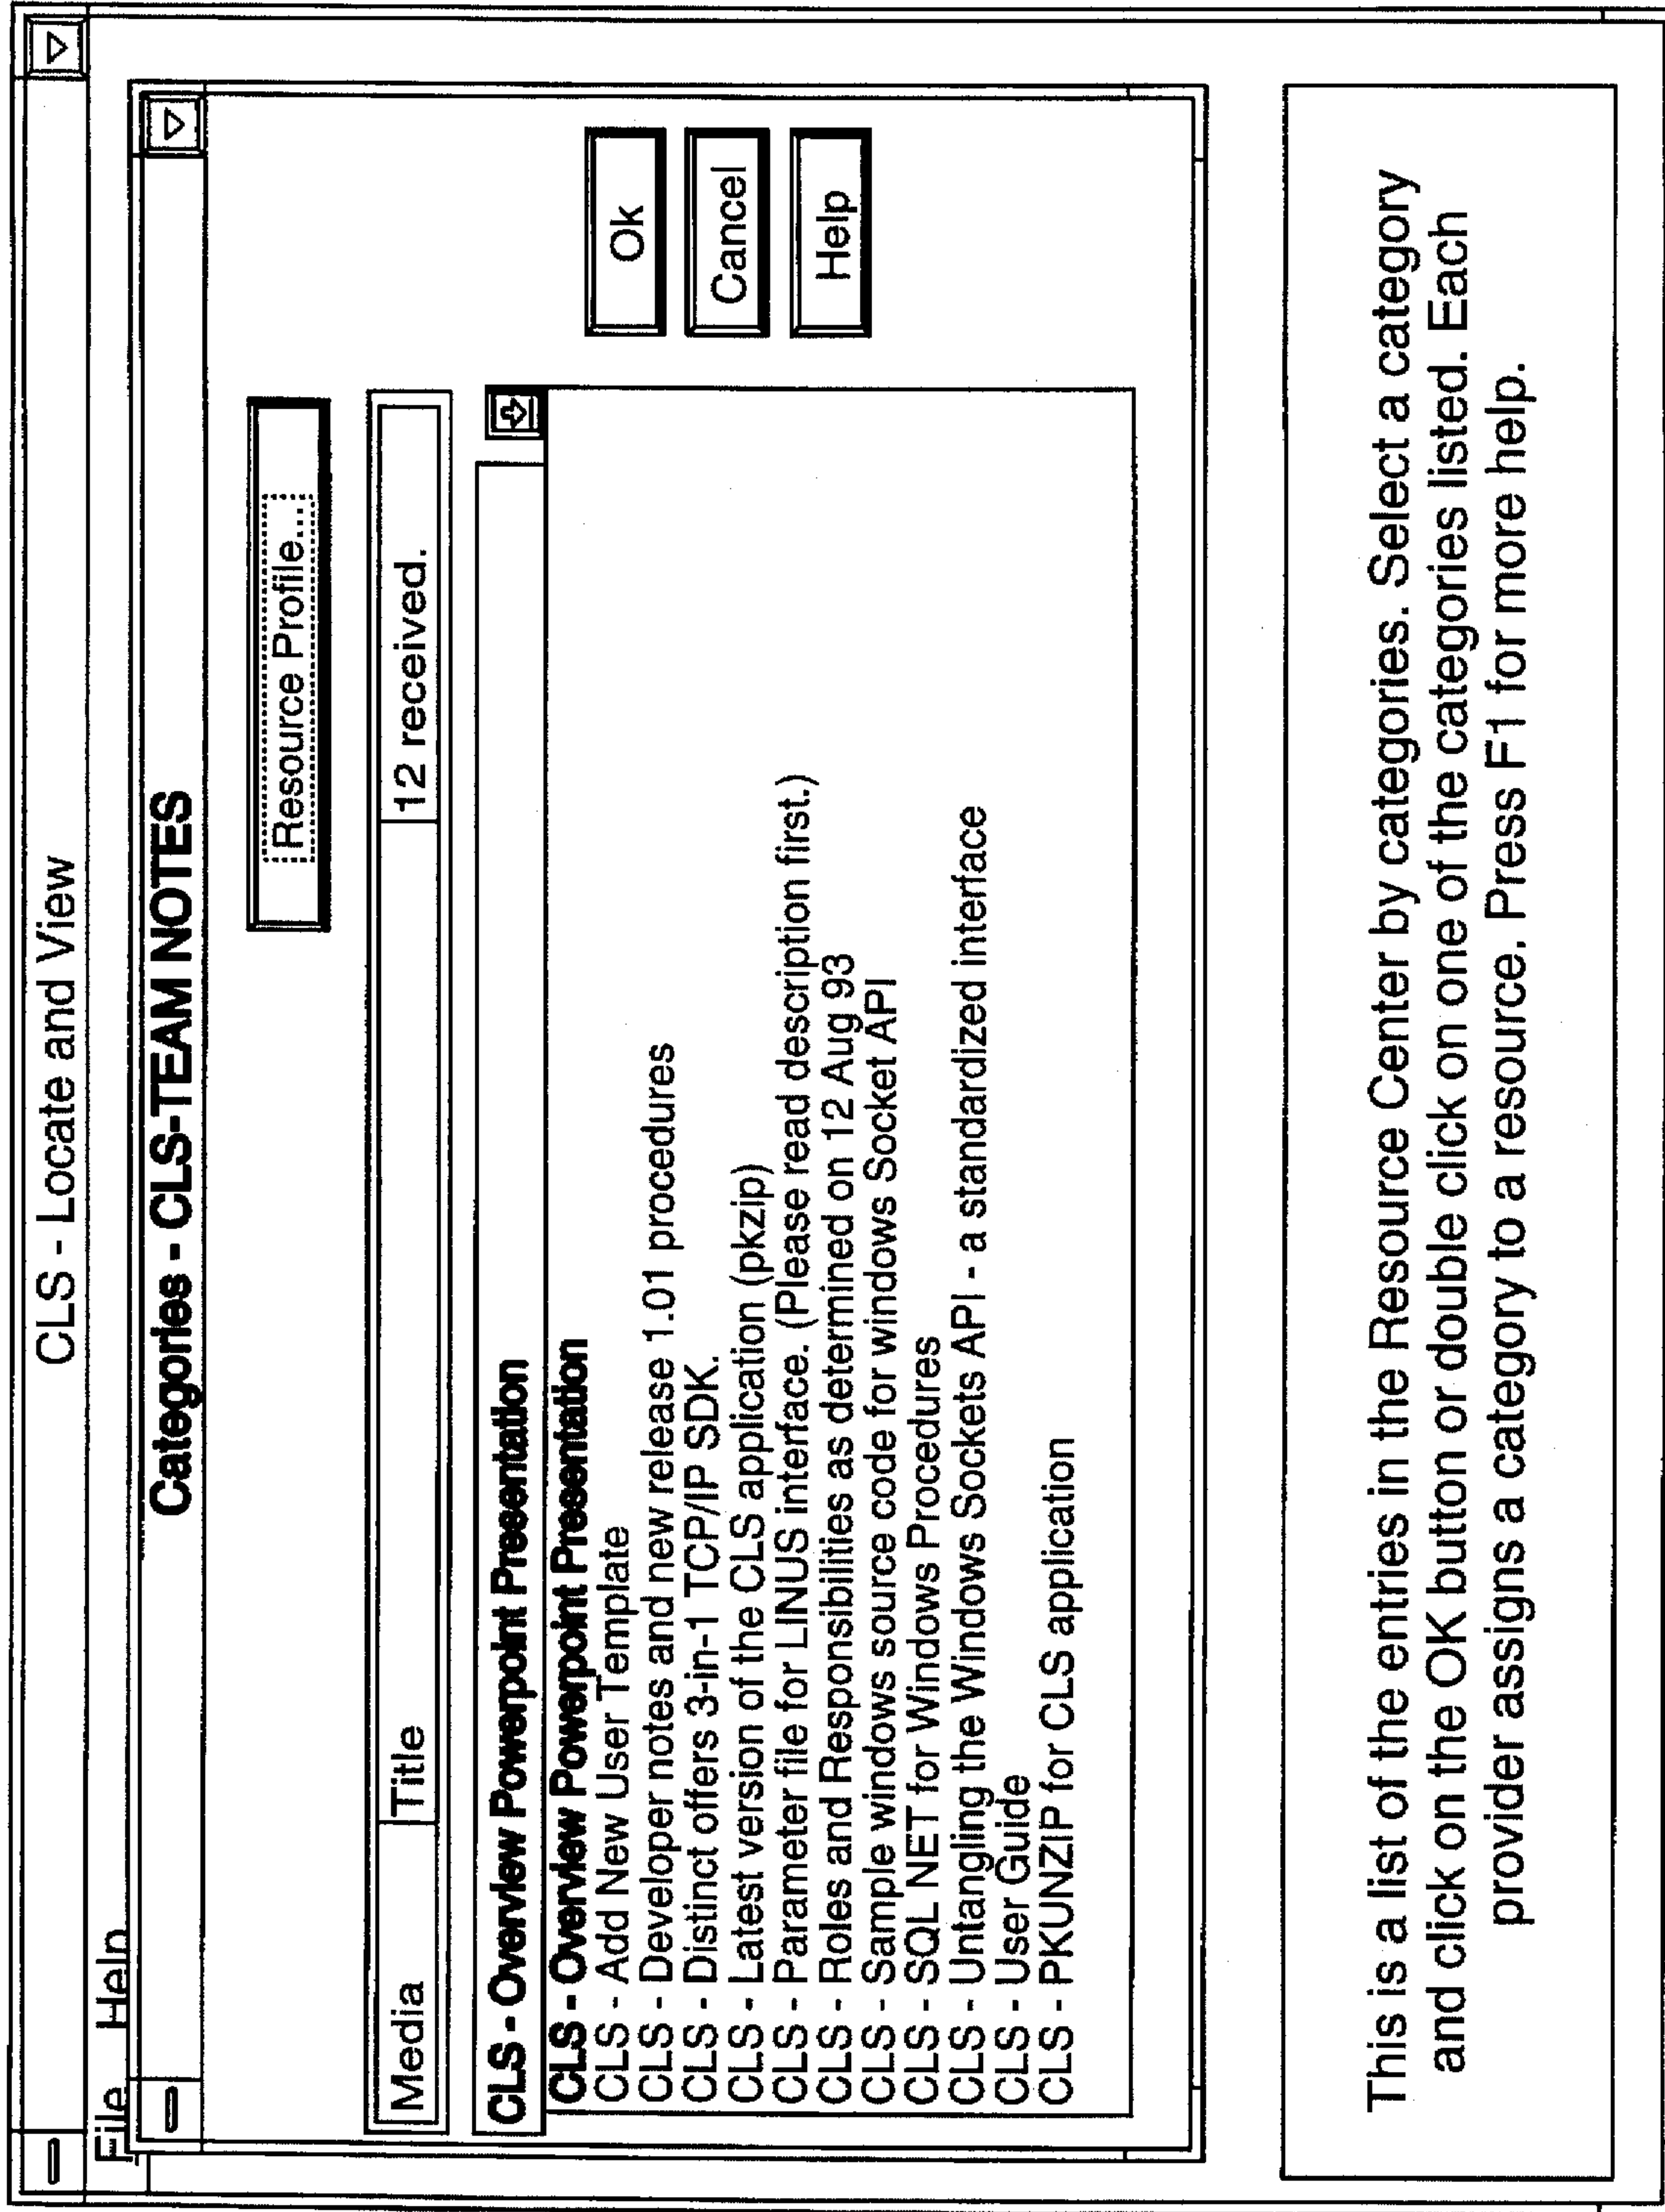 CLS - Locate and View
File Help
Categories - CLS-TEAM NOTES
Resource Profile...
Media Title 12 received.
CLS - Overview Powerpoint Presentation
CLS - Overview Powerpoint Presentation
CLS - Add New User Template
CLS - Developer notes and new release 1.01 procedures
CLS - Distinct offers 3-in-1 TCP/IP SDK.
CLS - Latest version of the CLS application (pkzip)
CLS - Parameter file for LINUS interface. (Please read description first.)
CLS - Roles and Responsibilities as determined on 12 Aug 93
CLS - Sample windows source code for windows Socket API
CLS - SQL NET for Windows Procedures
CLS - Untangling the Windows Sockets API - a standardized interface
CLS - User Guide
CLS - PKUNZIP for CLS application
Ok
Cancel
Help
This is a list of the entries in the Resource Center by categories. Select a category
and click on the OK button or double click on one of the categories listed. Each
provider assigns a category to a resource. Press F1 for more help.